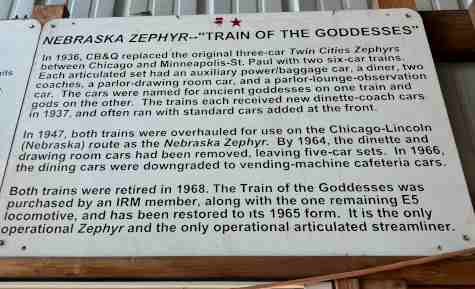 NEBRASKA ZEPHYR--"TRAIN OF THE GODDESSES"
In 1936, CB&Q replaced the original three-car Twin Cities Zephyrs
between Chicago and Minneapolis-St. Paul with two six-car trains.
Each articulated set had an auxiliary power/baggage car, a diner, two
coaches, a parlor-drawing room car, and a parlor-lounge-observation
car. The cars were named for ancient goddesses on one train and
gods on the other. The trains each received new dinette-coach cars
in 1937, and often ran with standard cars added at the front.
In 1947, both trains were overhauled for use on the Chicago-Lincoln
(Nebraska) route as the Nebraska Zephyr. By 1964, the dinette and
drawing room cars had been removed, leaving five-car sets. In 1966,
the dining cars were downgraded to vending-machine cafeteria cars.
Both trains were retired in 1968. The Train of the Goddesses was
purchased by an IRM member, along with the one remaining E5
locomotive, and has been restored to its 1965 form. It is the only
operational Zephyr and the only operational articulated streamliner.